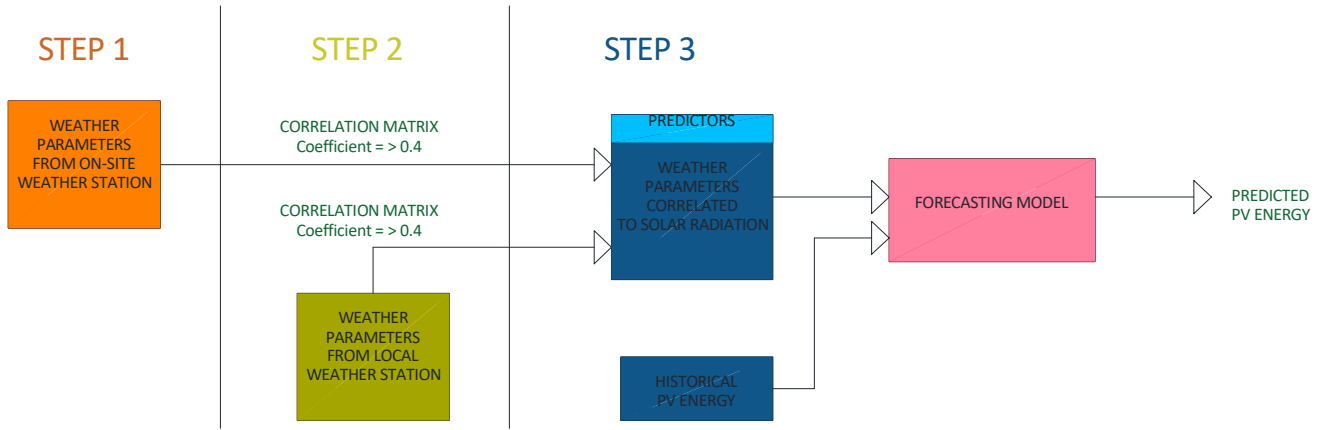 STEP 1
STEP 2
STEP 3
WEATHER
PARAMETERS
FROM ON-SITE
WEATHER STATION
CORRELATION MATRIX
Coefficient = > 0.4
CORRELATION MATRIX
Coefficient = > 0.4
WEATHER
PARAMETERS
FROM LOCAL
WEATHER STATION
PREDICTORS
WEATHER
PARAMETERS
CORRELATED
TO SOLAR RADIATION
HISTORICAL
PV ENERGY
FORECASTING MODEL
PREDICTED
PV ENERGY